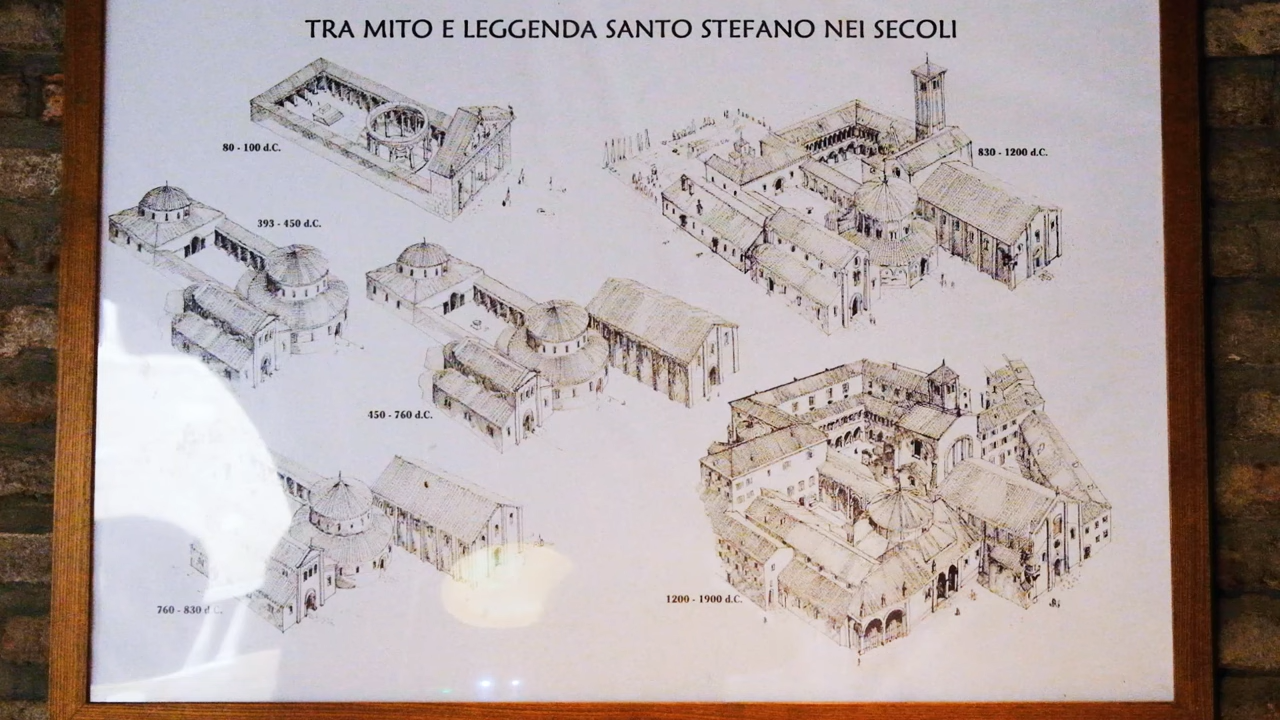 TRA MITO E LEGGENDA SANTO STEFANO NEI SECOLI
80 - 100 d.C.
830 - 1200 d.C.
393 - 450 d.C.
450 - 760 d.C.
760 - 830 d.C.
1200 - 1900 d.C.